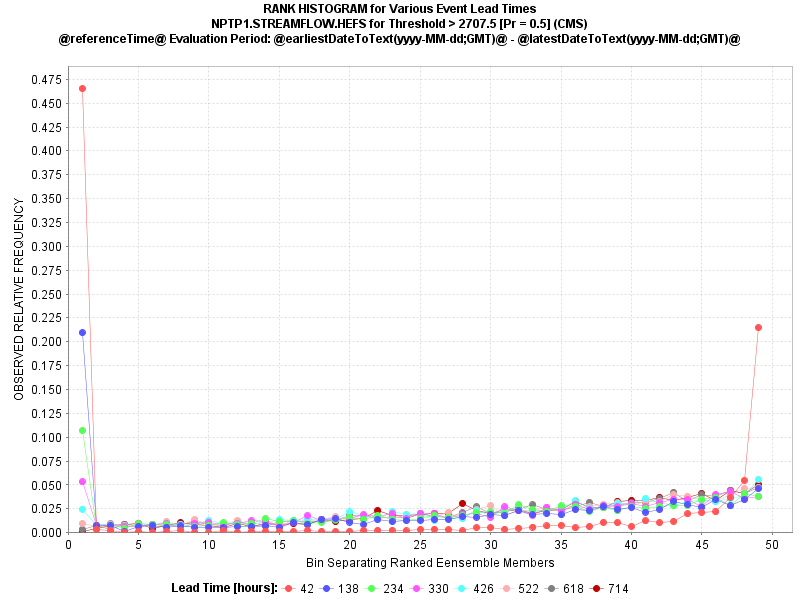 RANK HISTOGRAM for Various Event Lead Times
NPTP1.STREAMFLOW.HEFS for Threshold > 2707.5 [Pr = 0.5] (CMS)
@referenceTime@ Evaluation Period: @earliestDateToText(yyyy-MM-dd;GMT)@ - @latestDateToText(yyyy-MM-dd;GMT)@
OBSERVED RELATIVE FREQUENCY
0.475
0.450
0.425
0.400
0.375
0.350
0.325
0.300
0.275
0.250
0.225
0.200
0.175
0.150
0.125
0.100
0.075
0.050
0.025
0.000
0 5 10 15 20 25 30 35 40 45 50
Bin Separating Ranked Eensemble Members
Lead Time [hours]: 42 138 234 330 426 522 618 714